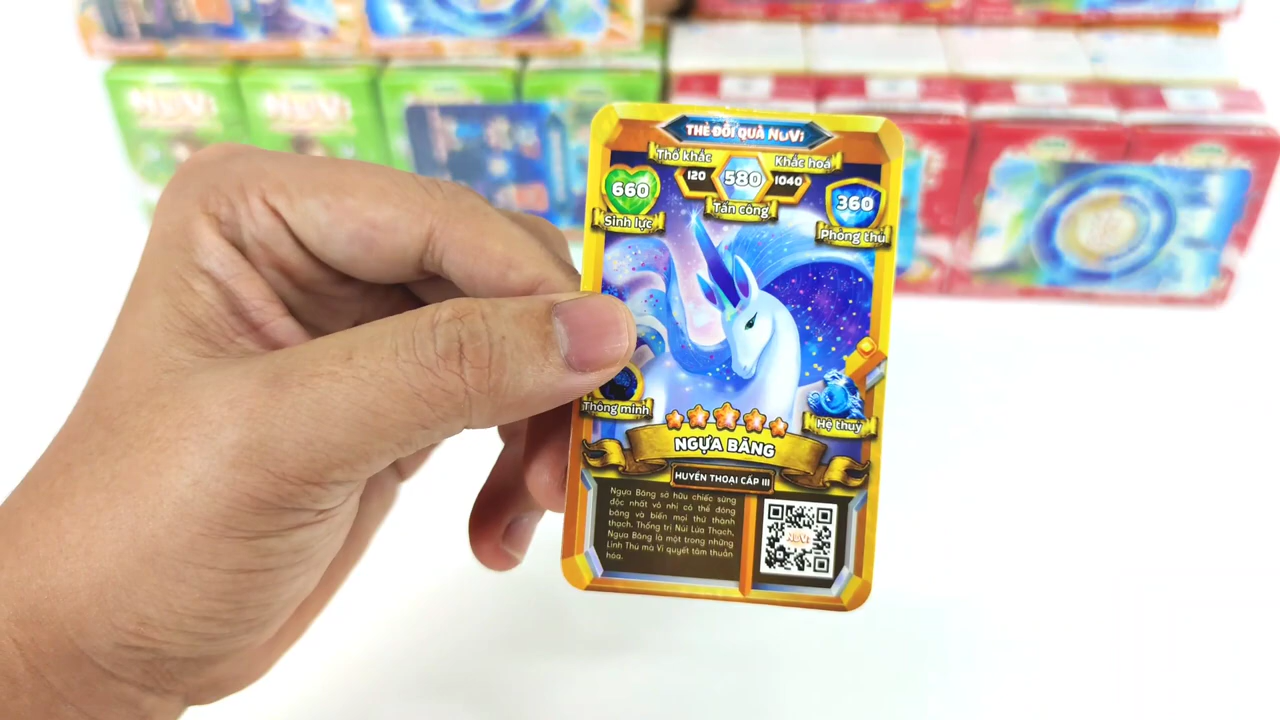 NUVI
NUVI
THẺ ĐỔI QUÀ NUVI
Thổ khắc
Khắc hoả
120
580
1040
660
Sinh lực
Tấn công
360
Phòng thủ
Thông minh
Hệ thuỷ
NGỰA BĂNG
HUYỀN THOẠI CẤP III
Ngựa Băng sở hữu chiếc sừng
độc nhất vô nhị có thể đóng
băng và biến mọi thứ thành
thạch. Thống trị Núi Lửa Thạch,
Ngựa Băng là một trong những
Linh Thú mà Vi quyết tâm thuần
hóa.
NUVI